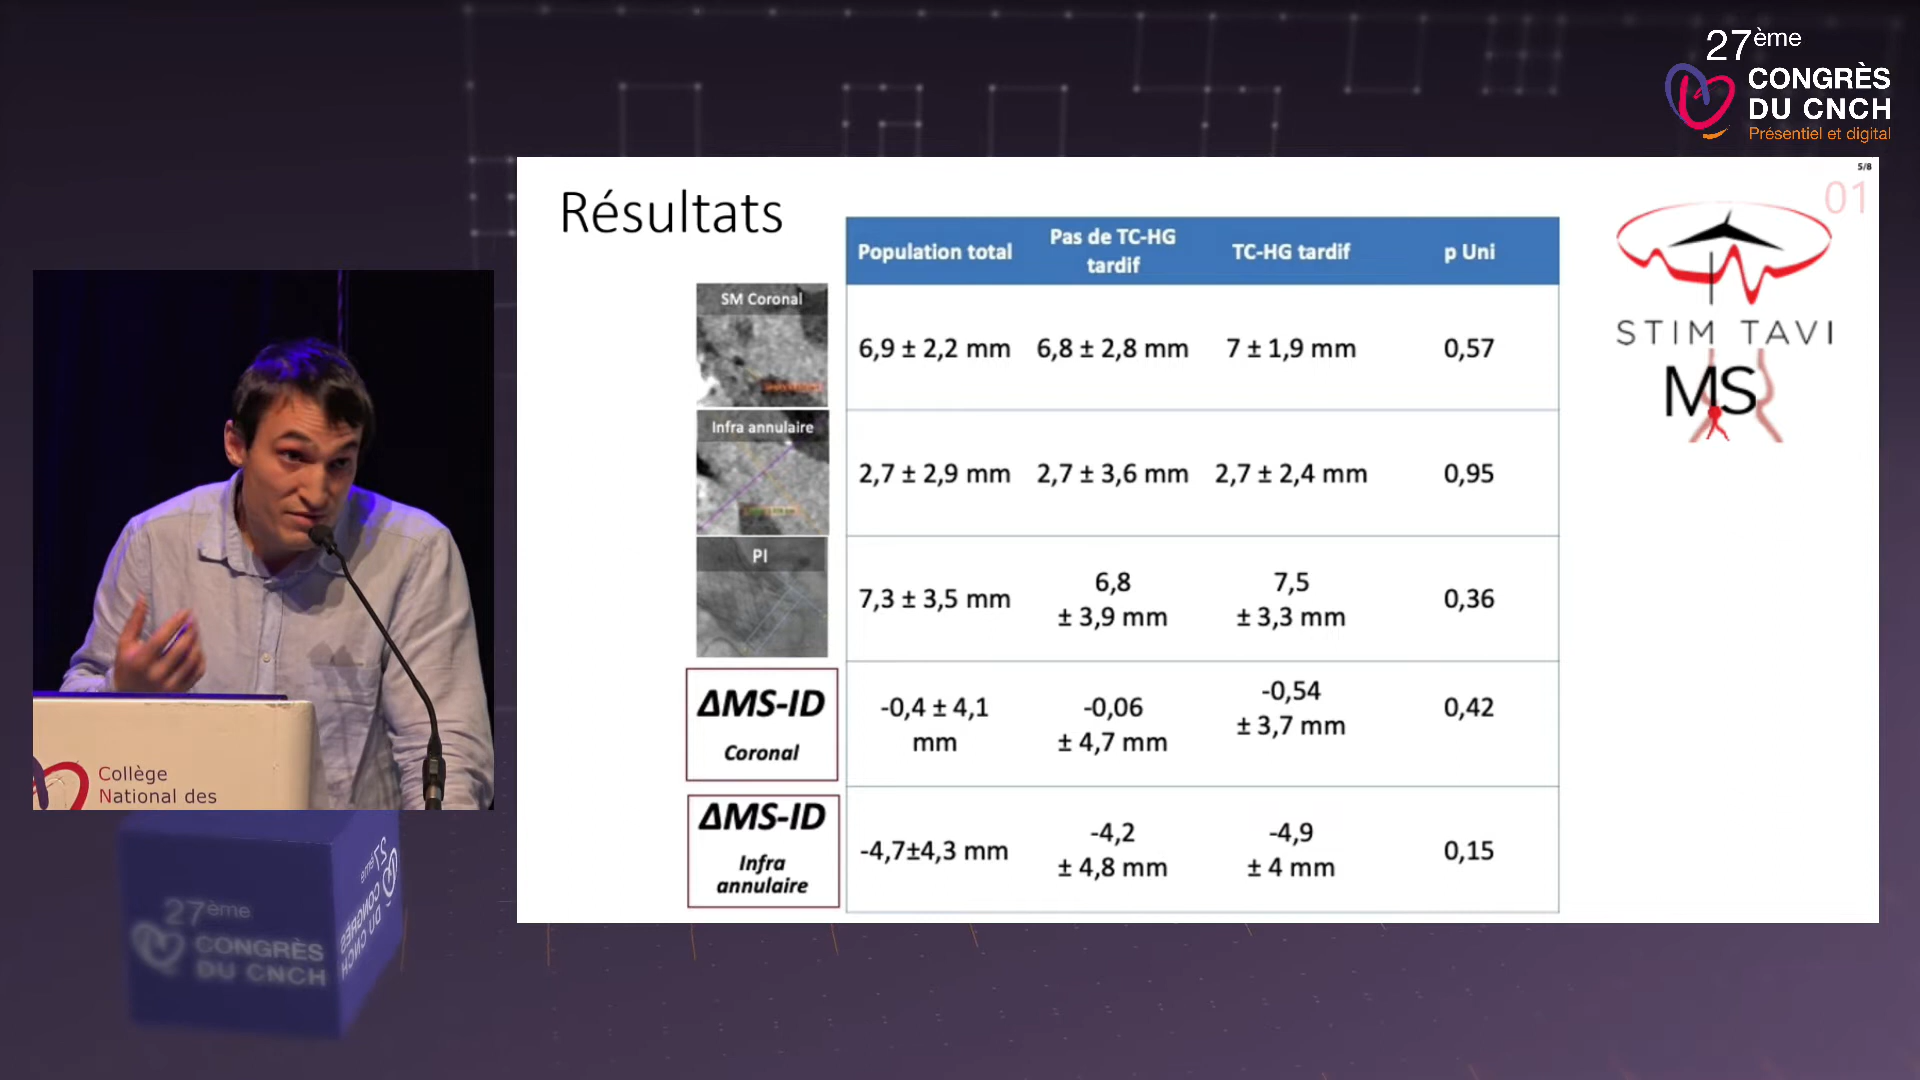 27ème
CONGRÈS
DU CNCH
Présentiel et digital
5/8
01
Résultats
Population total
Pas de TC-HG tardif
TC-HG tardif
p Uni
SM Coronal
6,9 ± 2,2 mm
6,8 ± 2,8 mm
7 ± 1,9 mm
0,57
Infra annulaire
2,7 ± 2,9 mm
2,7 ± 3,6 mm
2,7 ± 2,4 mm
0,95
PI
7,3 ± 3,5 mm
6,8
± 3,9 mm
7,5
± 3,3 mm
0,36
ΔMS-ID
Coronal
-0,4 ± 4,1
mm
-0,06
± 4,7 mm
-0,54
± 3,7 mm
0,42
ΔMS-ID
Infra
annulaire
-4,7±4,3 mm
-4,2
± 4,8 mm
-4,9
± 4 mm
0,15
STIM TAVI
MS
Collège
National des
27ème
CONGRÈS
DU CNCH
27ème
CONGRÈS
DU CNCH